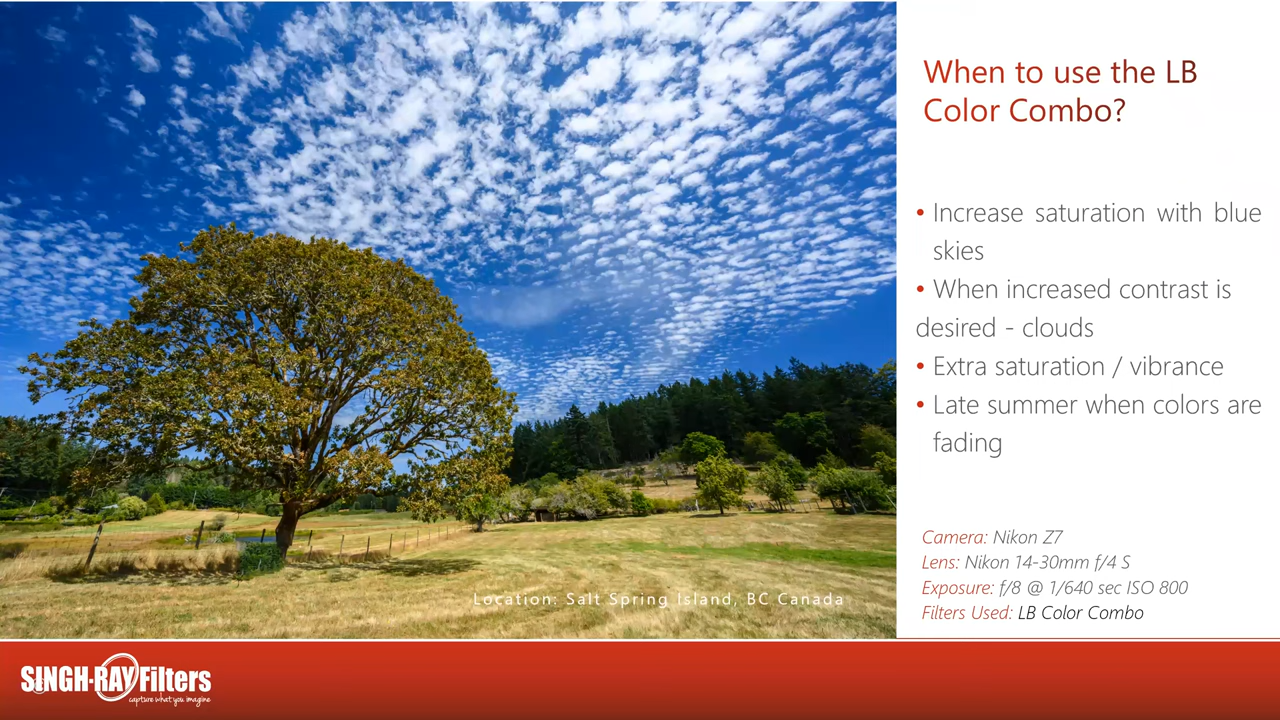 When to use the LB
Color Combo?
• Increase saturation with blue
skies
• When increased contrast is
desired - clouds
• Extra saturation / vibrance
• Late summer when colors are
fading
Camera: Nikon Z7
Lens: Nikon 14-30mm f/4 S
Exposure: f/8 @ 1/640 sec ISO 800
Filters Used: LB Color Combo
Location: Salt Spring Island, BC Canada
SINGH-RAY Filters
capture what you imagine